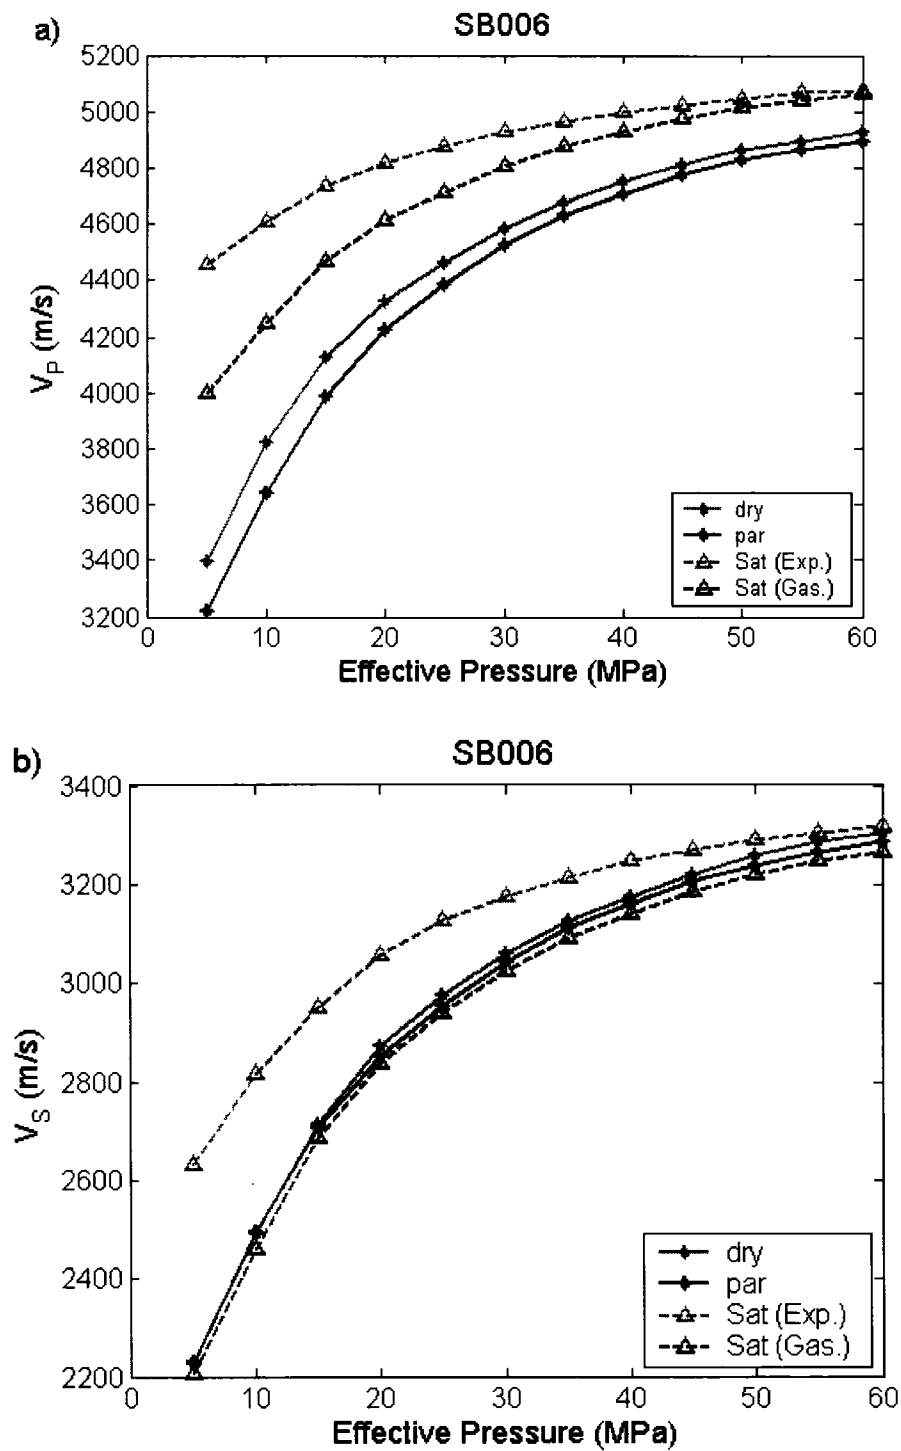 a)
SB006
5200
5000
4800
4600
4400
4200
4000
3800
3600
3400
3200
V_P (m/s)
0 10 20 30 40 50 60
Effective Pressure (MPa)
dry
par
Sat (Exp.)
Sat (Gas.)
b)
SB006
3400
3200
3000
2800
2600
2400
2200
V_S (m/s)
0 10 20 30 40 50 60
Effective Pressure (MPa)
dry
par
Sat (Exp.)
Sat (Gas.)